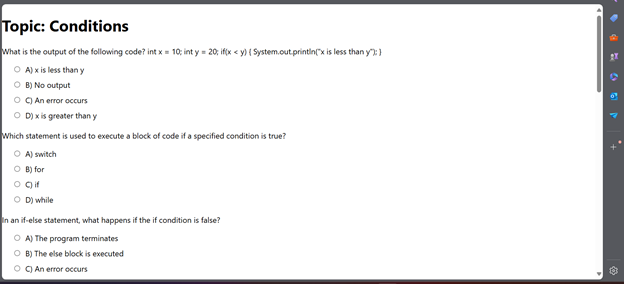 Topic: Conditions
What is the output of the following code? int x = 10; int y = 20; if(x < y) { System.out.println("x is less than y"); }
A) x is less than y
B) No output
C) An error occurs
D) x is greater than y
Which statement is used to execute a block of code if a specified condition is true?
A) switch
B) for
C) if
D) while
In an if-else statement, what happens if the if condition is false?
A) The program terminates
B) The else block is executed
C) An error occurs